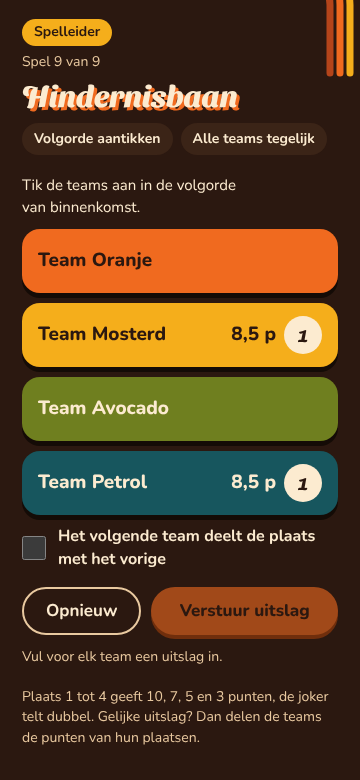 Spelleider
Spel 9 van 9
Hindernisbaan
Volgorde aantikken
Alle teams tegelijk
Tik de teams aan in de volgorde
van binnenkomst.
Team Oranje
Team Mosterd 8,5 p 1
Team Avocado
Team Petrol 8,5 p 1
Het volgende team deelt de plaats
met het vorige
Opnieuw
Verstuur uitslag
Vul voor elk team een uitslag in.
Plaats 1 tot 4 geeft 10, 7, 5 en 3 punten, de joker
telt dubbel. Gelijke uitslag? Dan delen de teams
de punten van hun plaatsen.